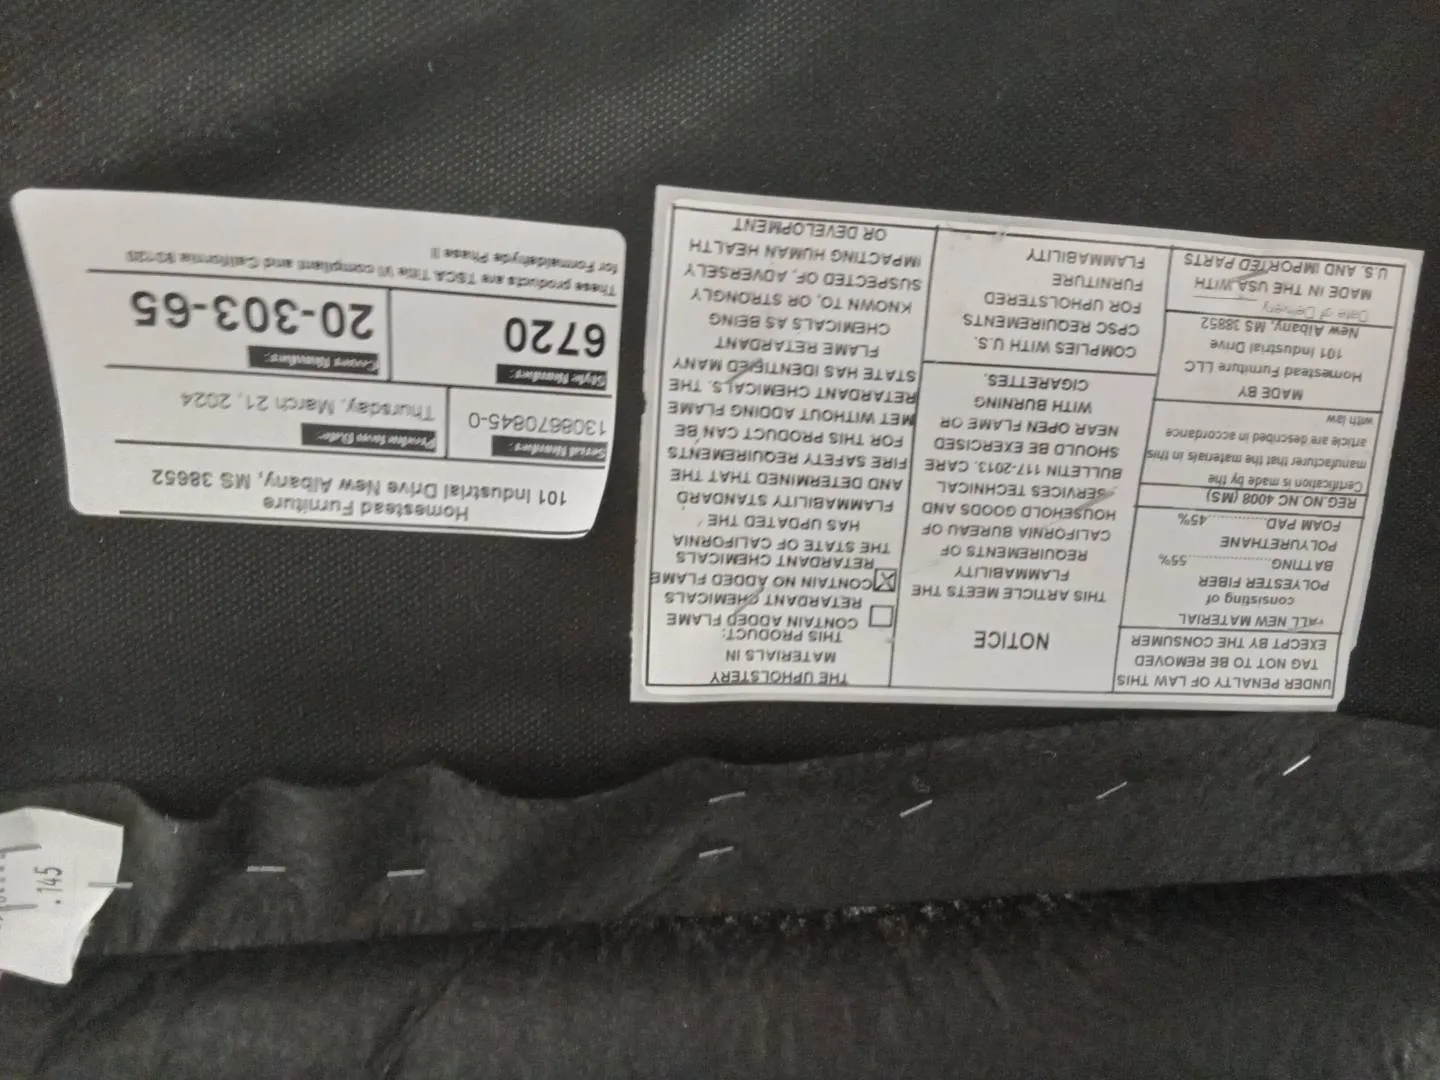 Homestead Furniture
101 Industrial Drive New Albany, MS 38652
Serial Number:
1308670845-0
Production Date:
Thursday, March 21, 2024
Style Number:
6720
Cover Number:
20-303-65
These products are TSCA Title VI compliant and California 93120
for Formaldehyde Phase II
UNDER PENALTY OF LAW THIS
TAG NOT TO BE REMOVED
EXECPT BY THE CONSUMER
ALL NEW MATERIAL
consisting of
POLYESTER FIBER
BATTING....................55%
POLYURETHANE
FOAM PAD..............45%
REG.NO.NC 4008 (MS)
Certification is made by the
manufacturer that the materials in this
article are described in accordance
with law
MADE BY
Homestead Furniture LLC
101 Industrial Drive
New Albany, MS 38652
Date of Delivery
MADE IN THE USA WITH
U.S. AND IMPORTED PARTS
NOTICE
THIS ARTICLE MEETS THE
FLAMMABILITY
REQUIREMENTS OF
CALIFORNIA BUREAU OF
HOUSEHOLD GOODS AND
SERVICES TECHNICAL
BULLETIN 117-2013. CARE
SHOULD BE EXERCISED
NEAR OPEN FLAME OR
WITH BURNING
CIGARETTES.
COMPLIES WITH U.S.
CPSC REQUIREMENTS
FOR UPHOLSTERED
FURNITURE
FLAMMABILITY
THE UPHOLSTERY
MATERIALS IN
THIS PRODUCT:
CONTAIN ADDED FLAME
RETARDANT CHEMICALS
CONTAIN NO ADDED FLAME
RETARDANT CHEMICALS
THE STATE OF CALIFORNIA
HAS UPDATED THE
FLAMMABILITY STANDARD
AND DETERMINED THAT THE
FIRE SAFETY REQUIREMENTS
FOR THIS PRODUCT CAN BE
MET WITHOUT ADDING FLAME
RETARDANT CHEMICALS. THE
STATE HAS IDENTIFIED MANY
FLAME RETARDANT
CHEMICALS AS BEING
KNOWN TO, OR STRONGLY
SUSPECTED OF, ADVERSELY
IMPACTING HUMAN HEALTH
OR DEVELOPMENT
.145